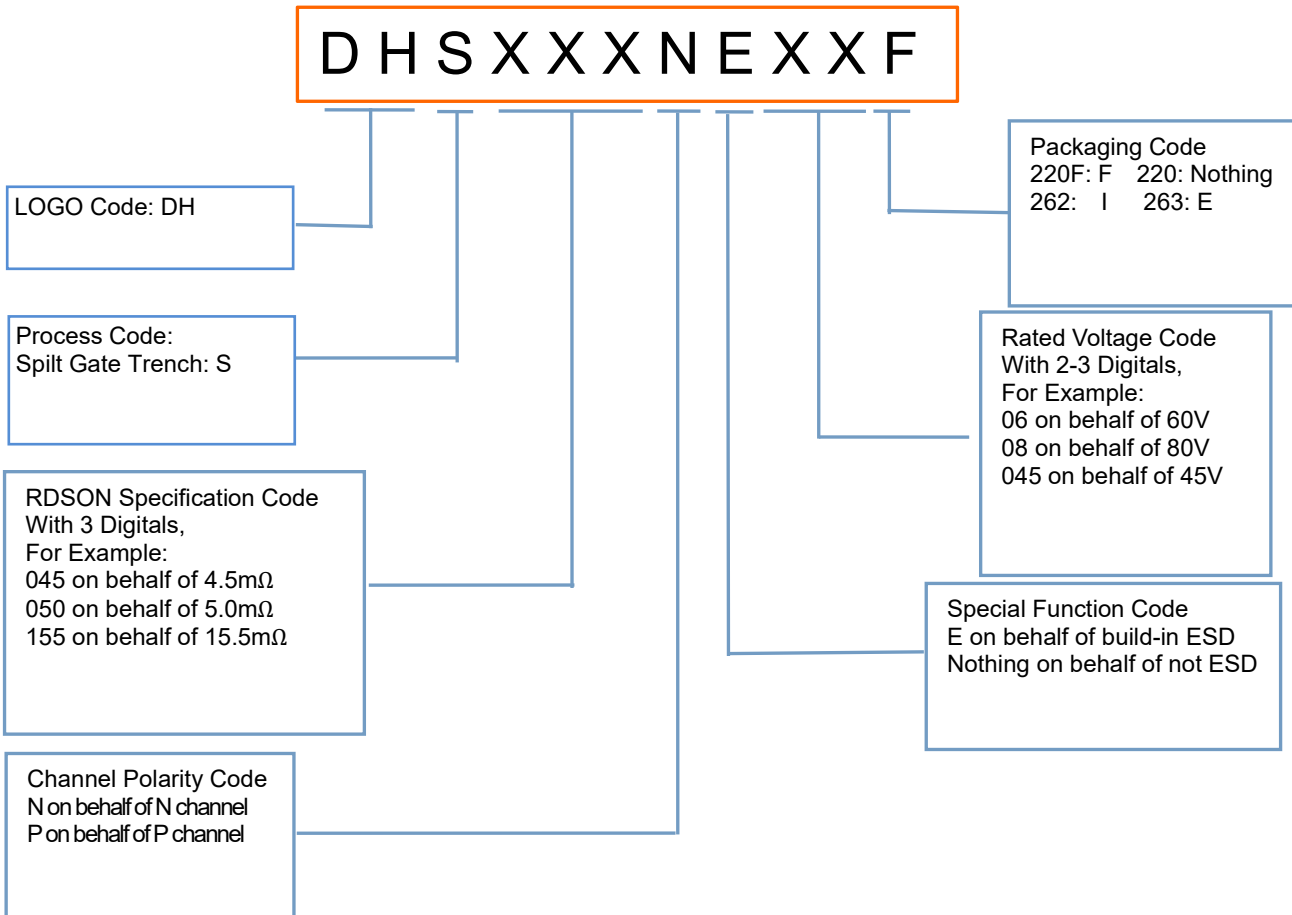 D H S X X X N E X X F
Packaging Code
220F: F 220: Nothing
262: I 263: E
LOGO Code: DH
Process Code:
Spilt Gate Trench: S
Rated Voltage Code
With 2-3 Digitals,
For Example:
06 on behalf of 60V
08 on behalf of 80V
045 on behalf of 45V
RDSON Specification Code
With 3 Digitals,
For Example:
045 on behalf of 4.5mΩ
050 on behalf of 5.0mΩ
155 on behalf of 15.5mΩ
Special Function Code
E on behalf of build-in ESD
Nothing on behalf of not ESD
Channel Polarity Code
N on behalf of N channel
P on behalf of P channel